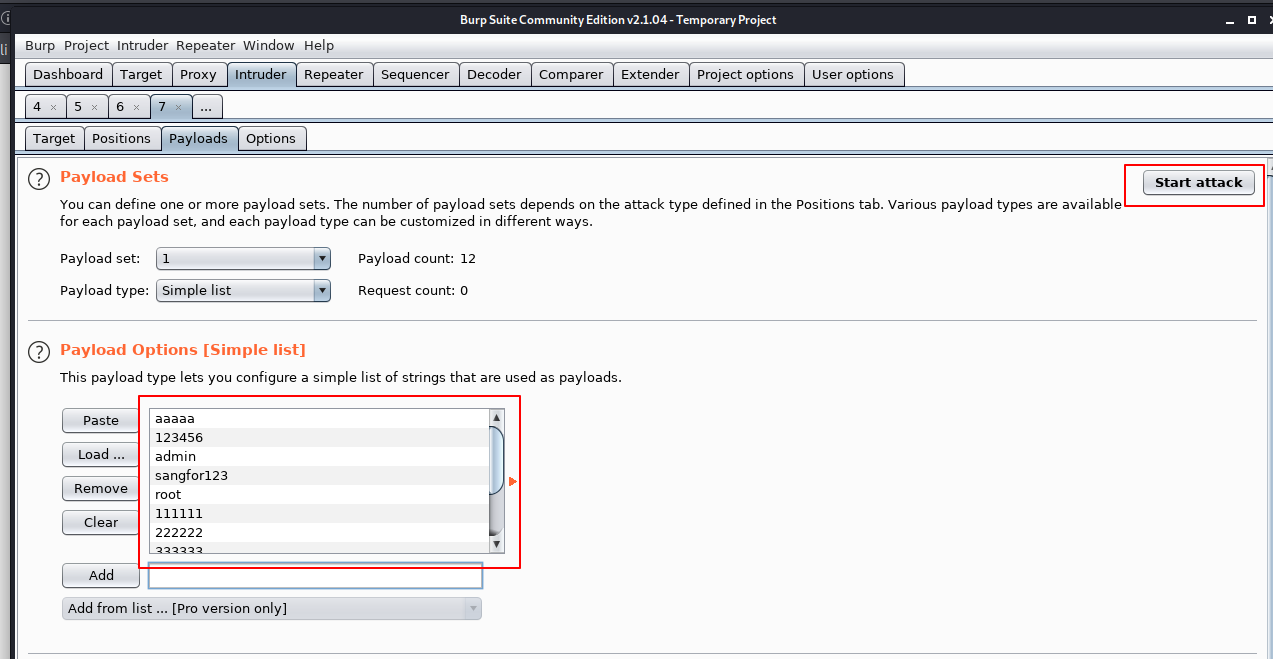 Burp Suite Community Edition v2.1.04 - Temporary Project
li
Burp Project Intruder Repeater Window Help
Dashboard Target Proxy Intruder Repeater Sequencer Decoder Comparer Extender Project options User options
4 × 5 × 6 × 7 × ...
Target Positions Payloads Options
? Payload Sets
Start attack
You can define one or more payload sets. The number of payload sets depends on the attack type defined in the Positions tab. Various payload types are available
for each payload set, and each payload type can be customized in different ways.
Payload set: 1 Payload count: 12
Payload type: Simple list Request count: 0
? Payload Options [Simple list]
This payload type lets you configure a simple list of strings that are used as payloads.
Paste
Load ...
Remove
Clear
aaaaa
123456
admin
sangfor123
root
111111
222222
333333
Add
Add from list ... [Pro version only]